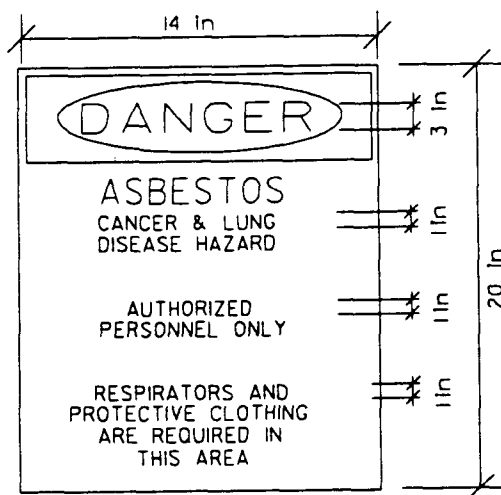 14 in
DANGER
3 in
ASBESTOS
CANCER & LUNG
DISEASE HAZARD
1 in
20 in
AUTHORIZED
PERSONNEL ONLY
1 in
RESPIRATORS AND
PROTECTIVE CLOTHING
ARE REQUIRED IN
THIS AREA
1 in